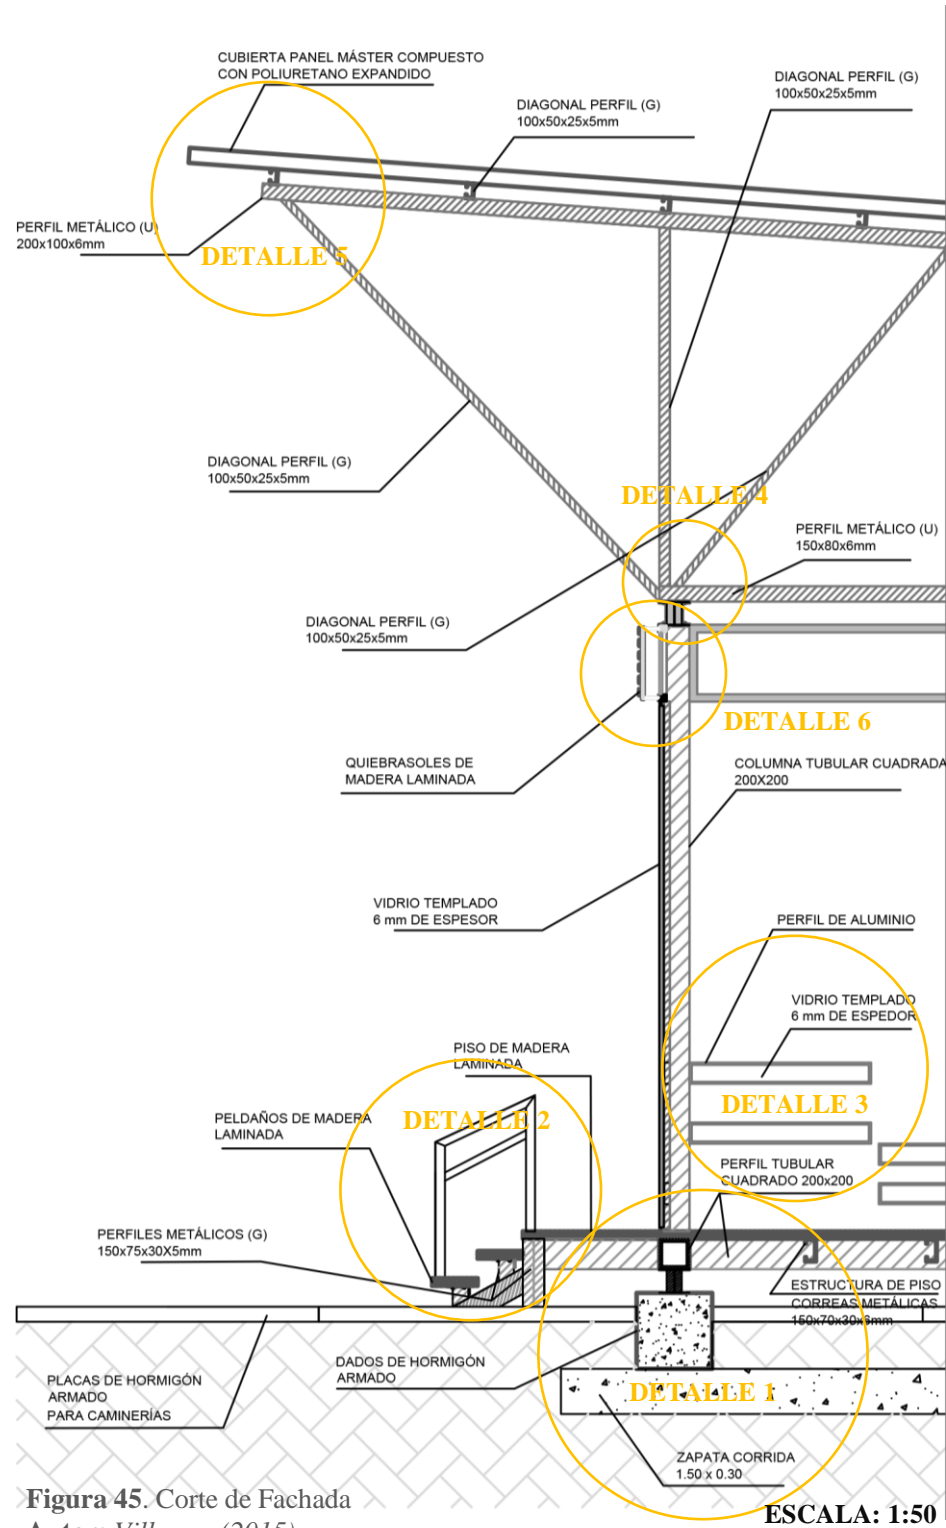 CUBIERTA PANEL MÁSTER COMPUESTO
CON POLIURETANO EXPANDIDO
DIAGONAL PERFIL (G)
100x50x25x5mm
DIAGONAL PERFIL (G)
100x50x25x5mm
PERFIL METÁLICO (U)
200x100x6mm
DETALLE 5
DIAGONAL PERFIL (G)
100x50x25x5mm
DETALLE 4
PERFIL METÁLICO (U)
150x80x6mm
DIAGONAL PERFIL (G)
100x50x25x5mm
DETALLE 6
QUIEBRASOLES DE
MADERA LAMINADA
COLUMNA TUBULAR CUADRADA
200X200
VIDRIO TEMPLADO
6 mm DE ESPESOR
PERFIL DE ALUMINIO
VIDRIO TEMPLADO
6 mm DE ESPEDOR
PISO DE MADERA
LAMINADA
DETALLE 3
PELDAÑOS DE MADERA
LAMINADA
DETALLE 2
PERFIL TUBULAR
CUADRADO 200x200
PERFILES METÁLICOS (G)
150x75x30X5mm
ESTRUCTURA DE PISO
CORREAS METÁLICAS
150x70x30x6mm
PLACAS DE HORMIGÓN
ARMADO
PARA CAMINERÍAS
DADOS DE HORMIGÓN
ARMADO
DETALLE 1
ZAPATA CORRIDA
1.50 x 0.30
Figura 45. Corte de Fachada
(2015)
ESCALA: 1:50